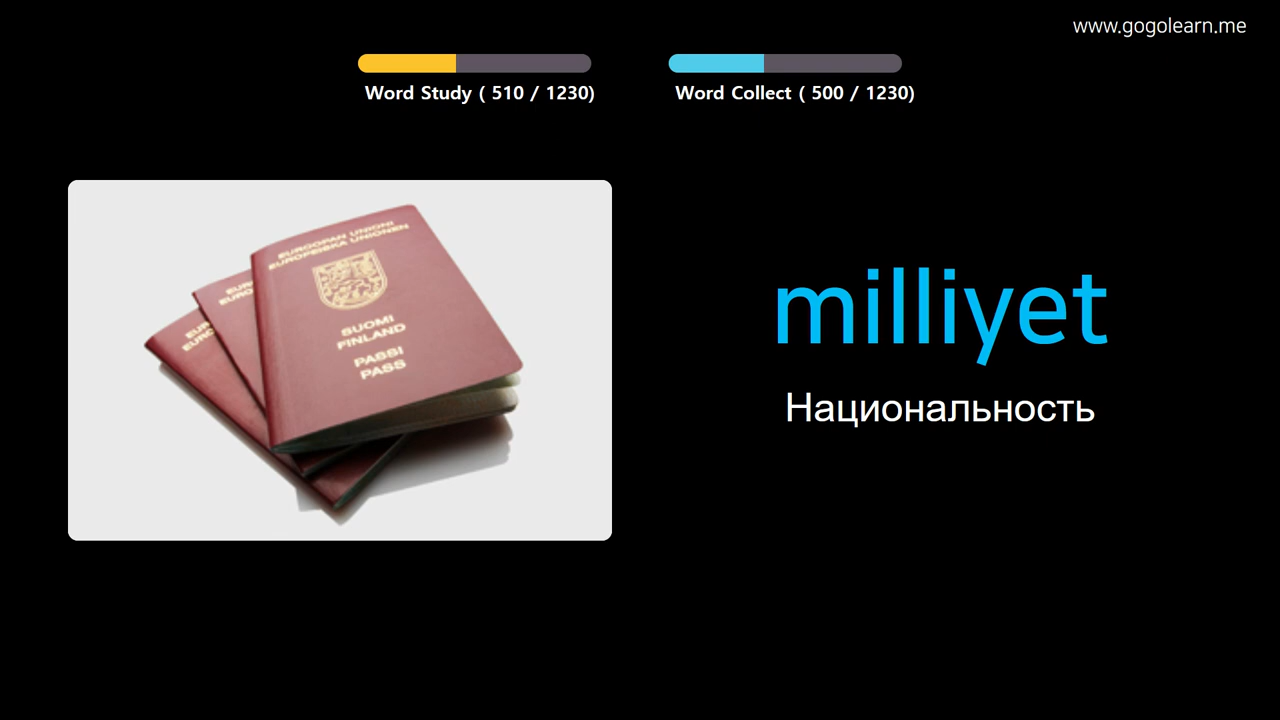 www.gogolearn.me
Word Study ( 510 / 1230)
Word Collect ( 500 / 1230)
EUROOPAN UNIONI
EUROPEISKA UNIONEN
SUOMI
FINLAND
PASSI
PASS
milliyet
Национальность